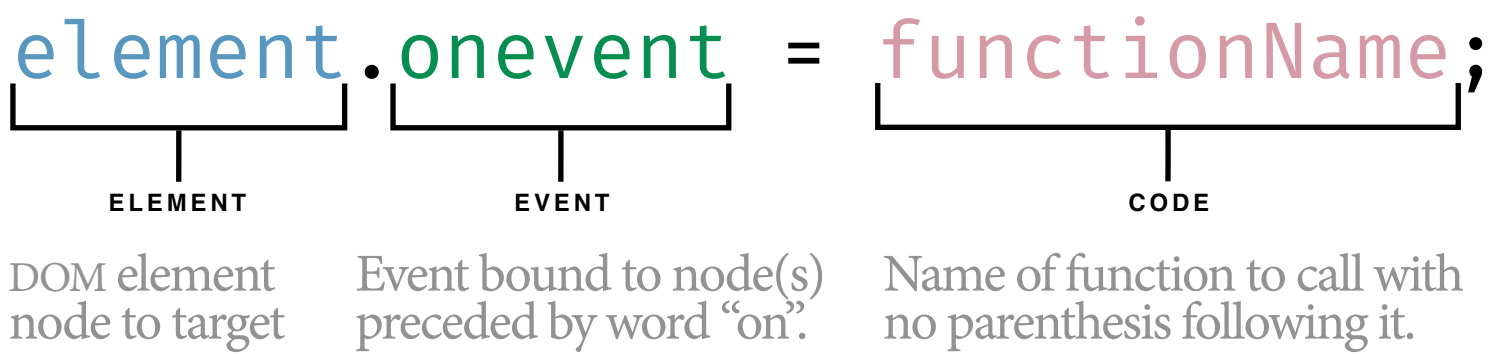 element.onevent = functionName;
ELEMENT
EVENT
CODE
DOM element
node to target
Event bound to node(s)
preceded by word “on”.
Name of function to call with
no parenthesis following it.